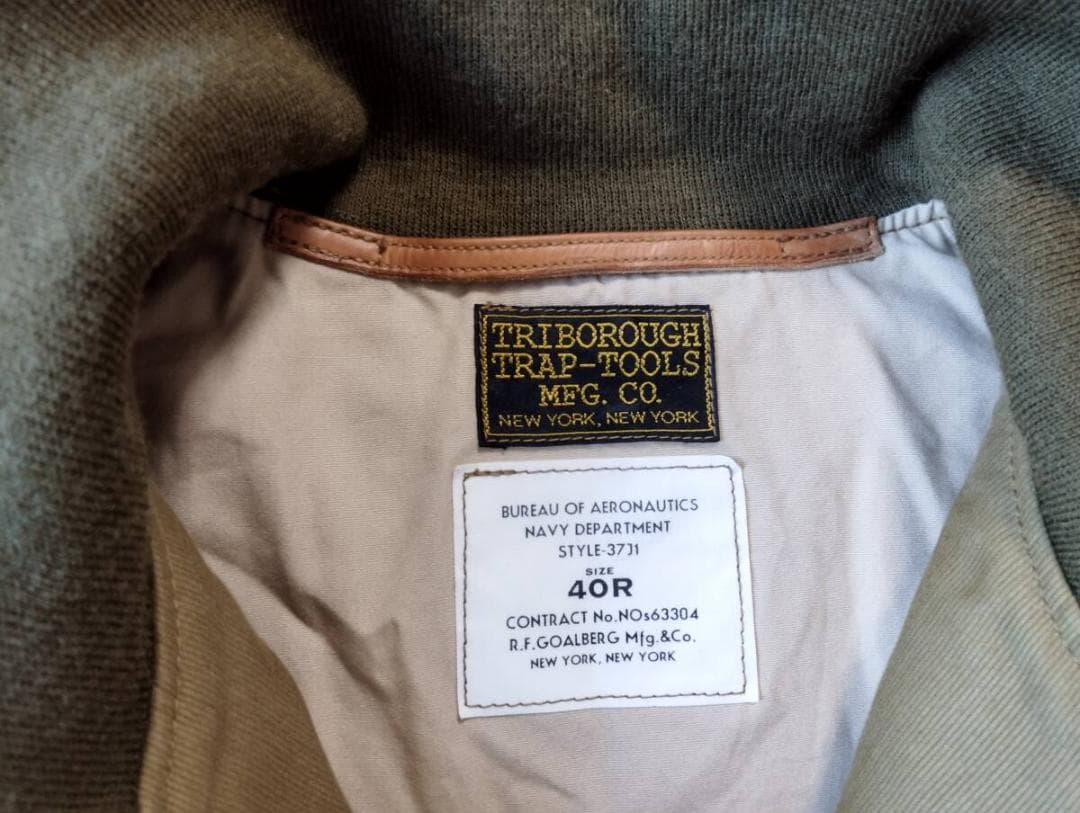 TRIBOROUGH
TRAP-TOOLS
MFG. CO.
NEW YORK, NEW YORK
BUREAU OF AERONAUTICS
NAVY DEPARTMENT
STYLE-37J1
SIZE
40R
CONTRACT No.NOs63304
R.F.GOALBERG Mfg.&Co.
NEW YORK, NEW YORK